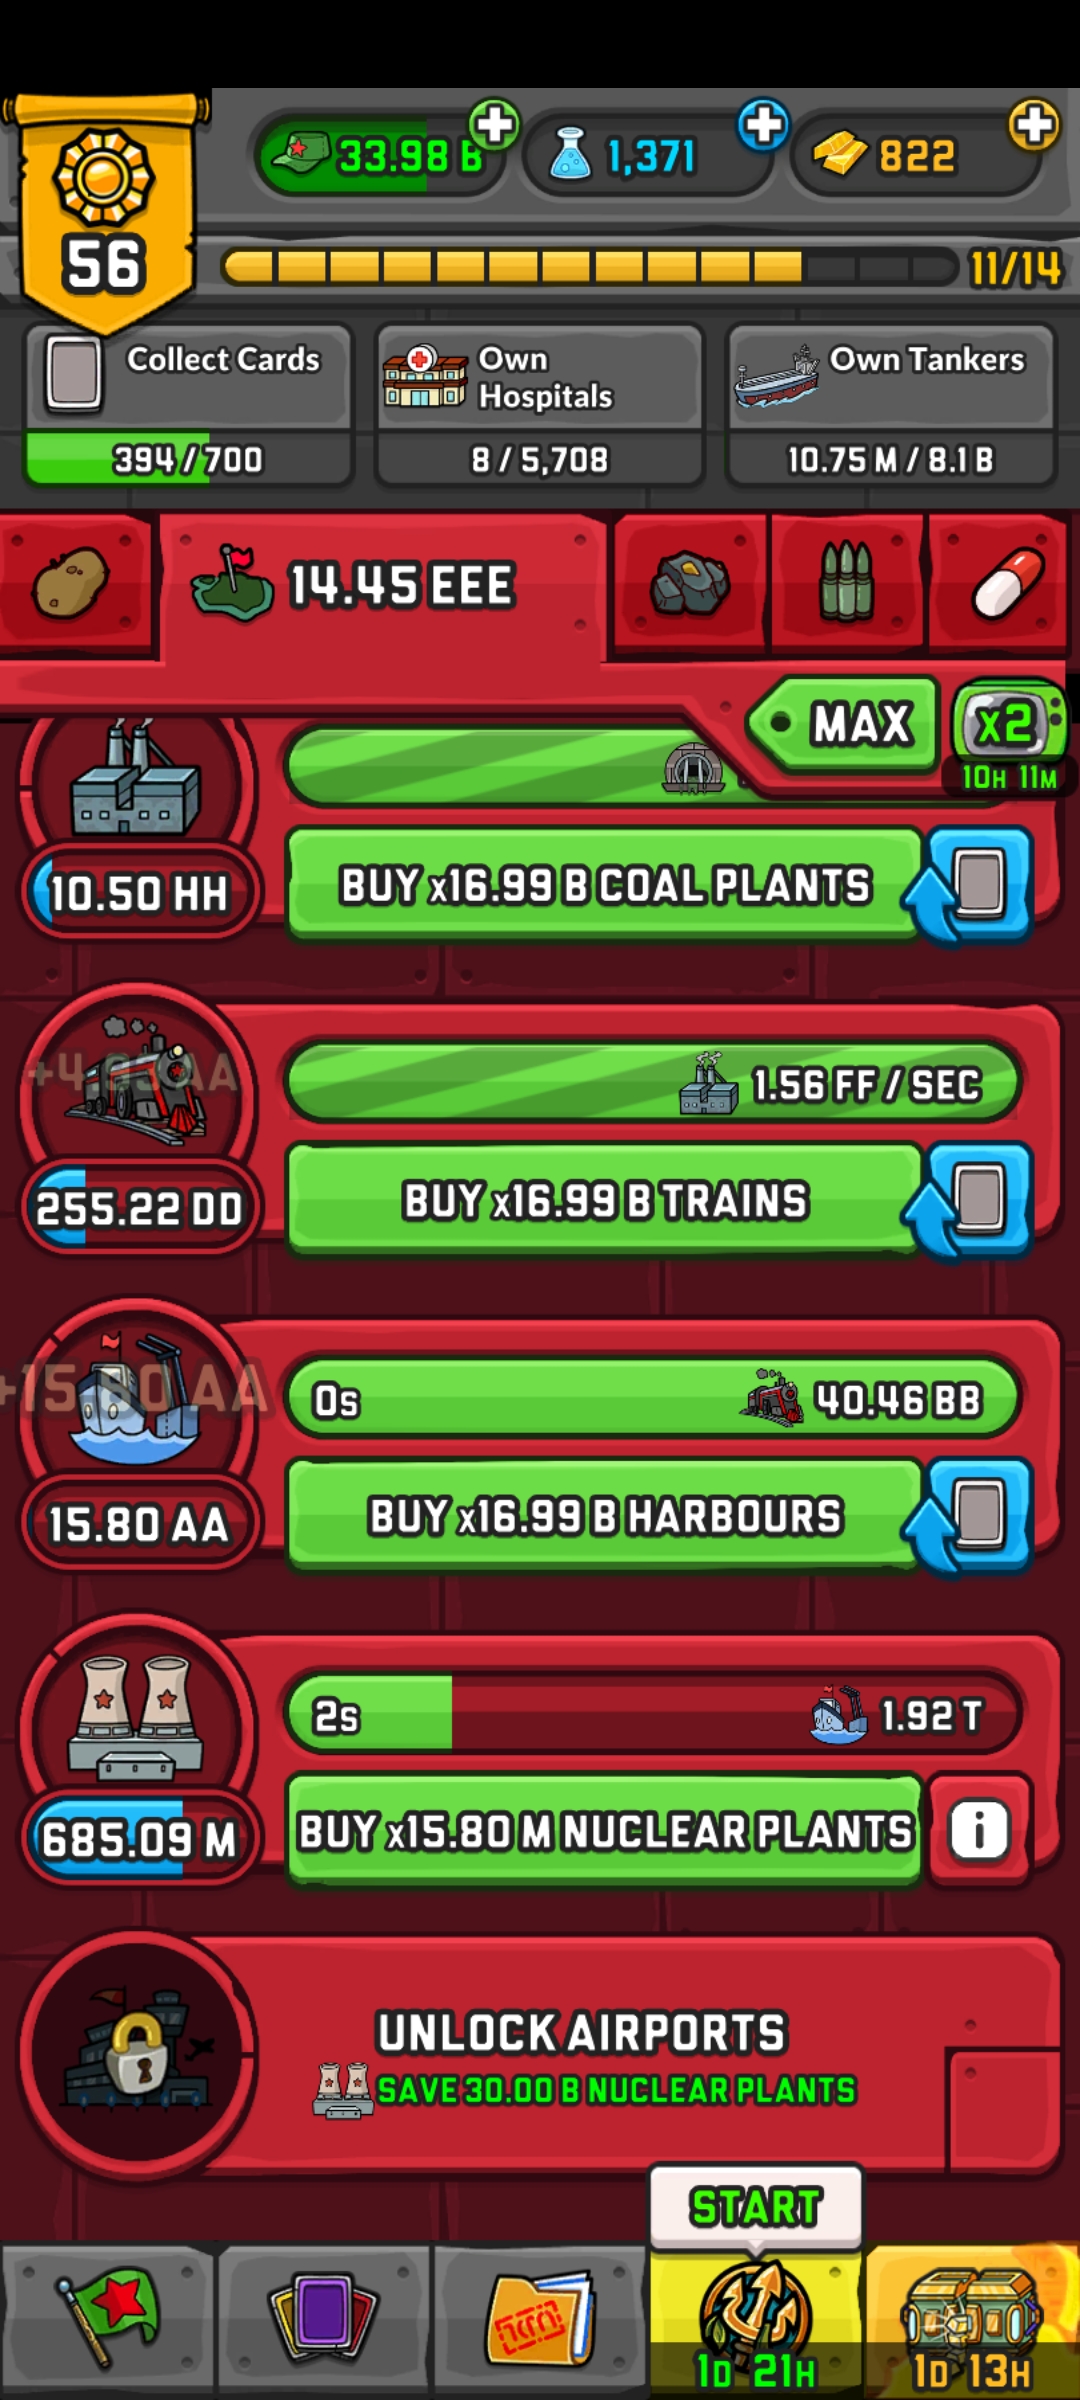 33.98 B
1,371
822
56
11/14
Collect Cards
394/700
Own
Hospitals
8/5,708
Own Tankers
10.75 M/8.1 B
14.45 EEE
MAX
x2
10H 11M
10.50 HH
BUY x16.99 B COAL PLANTS
1.56 FF/SEC
255.22 DD
BUY x16.99 B TRAINS
+15.80 AA
0s
40.46 BB
15.80 AA
BUY x16.99 B HARBOURS
2s
1.92 T
685.09 M
BUY x15.80 M NUCLEAR PLANTS
i
UNLOCK AIRPORTS
SAVE 30.00 B NUCLEAR PLANTS
START
1D 21H
1D 13H